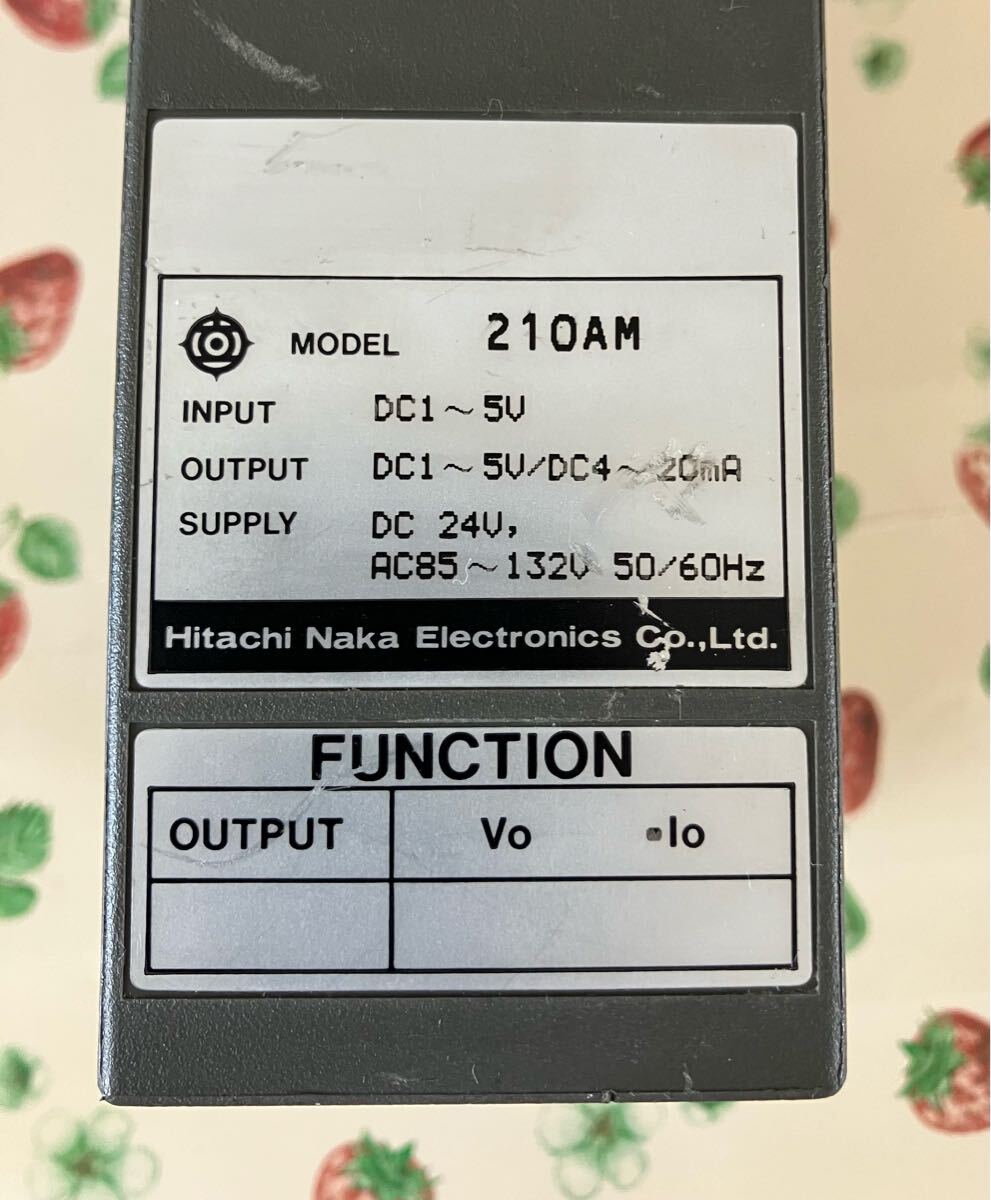 MODEL 210AM
INPUT DC1~5V
OUTPUT DC1~5V/DC4~20mA
SUPPLY DC 24V,
AC85~132V 50/60Hz
Hitachi Naka Electronics Co.,Ltd.
FUNCTION
OUTPUT Vo ▪Io